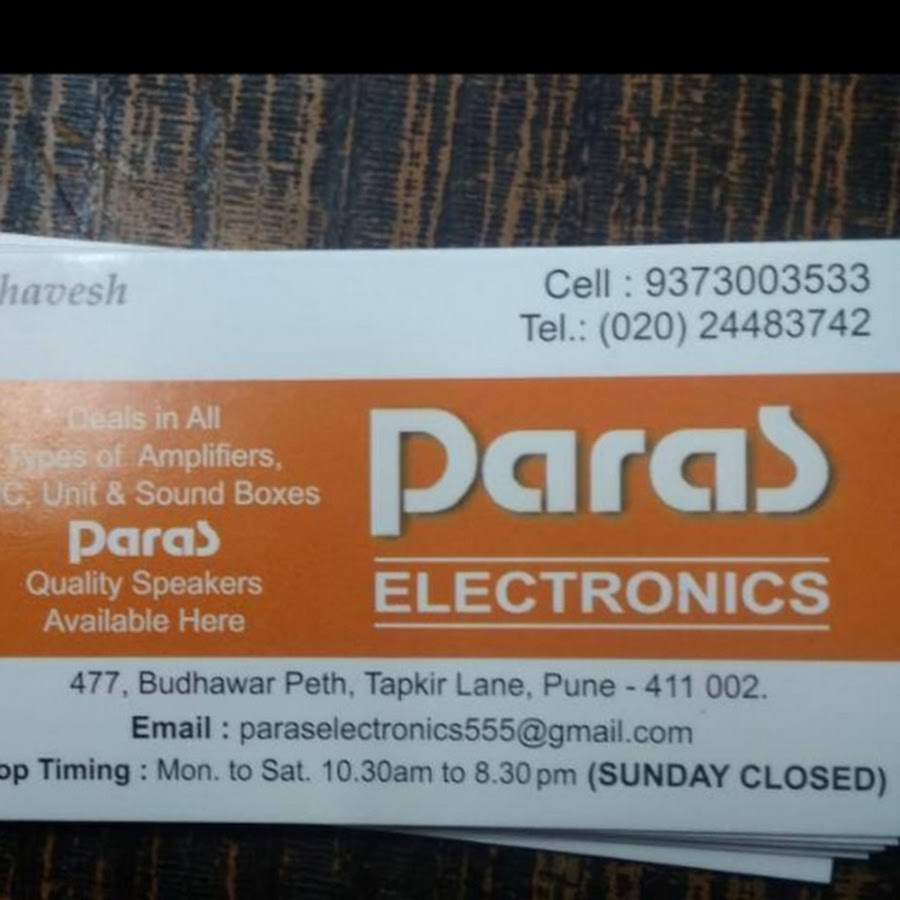 havesh
Cell : 9373003533
Tel.: (020) 24483742
Deals in All
Types of Amplifiers,
C, Unit & Sound Boxes
Paras
Quality Speakers
Available Here
Paras
ELECTRONICS
477, Budhawar Peth, Tapkir Lane, Pune - 411 002.
Email : paraselectronics555@gmail.com
op Timing : Mon. to Sat. 10.30am to 8.30pm (SUNDAY CLOSED)